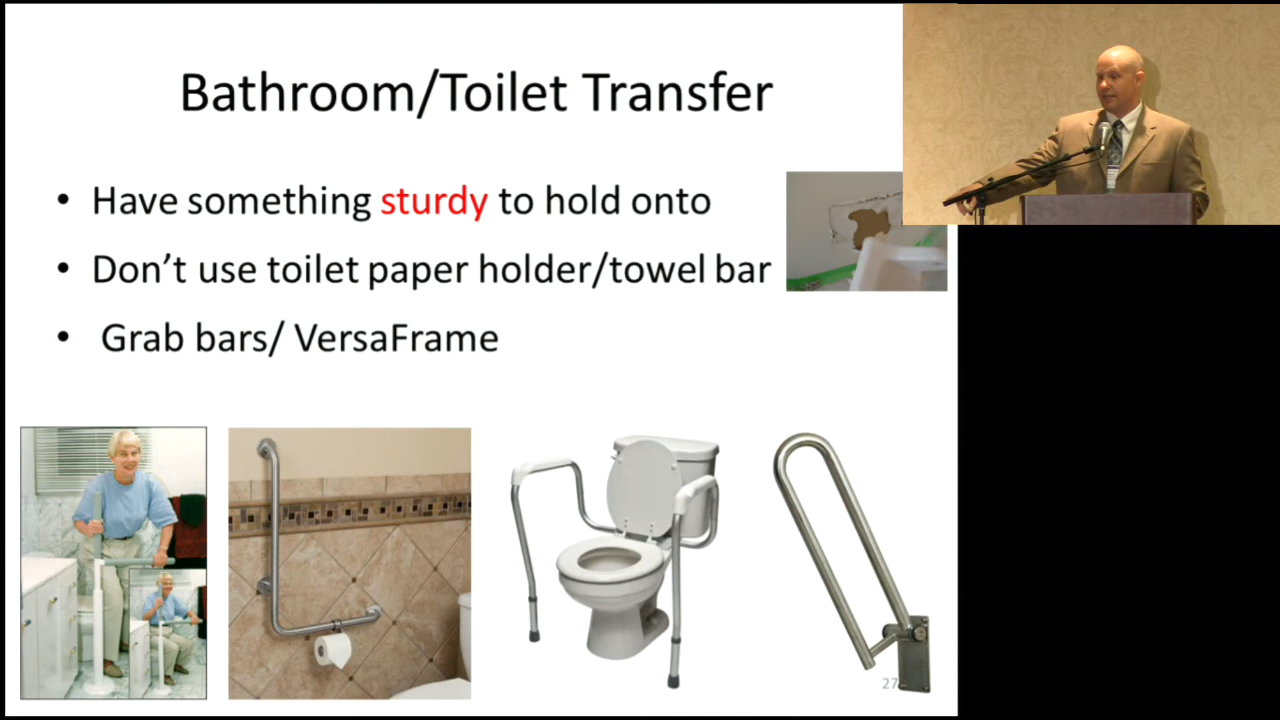 Bathroom/Toilet Transfer
• Have something sturdy to hold onto
• Don't use toilet paper holder/towel bar
• Grab bars/ VersaFrame
27